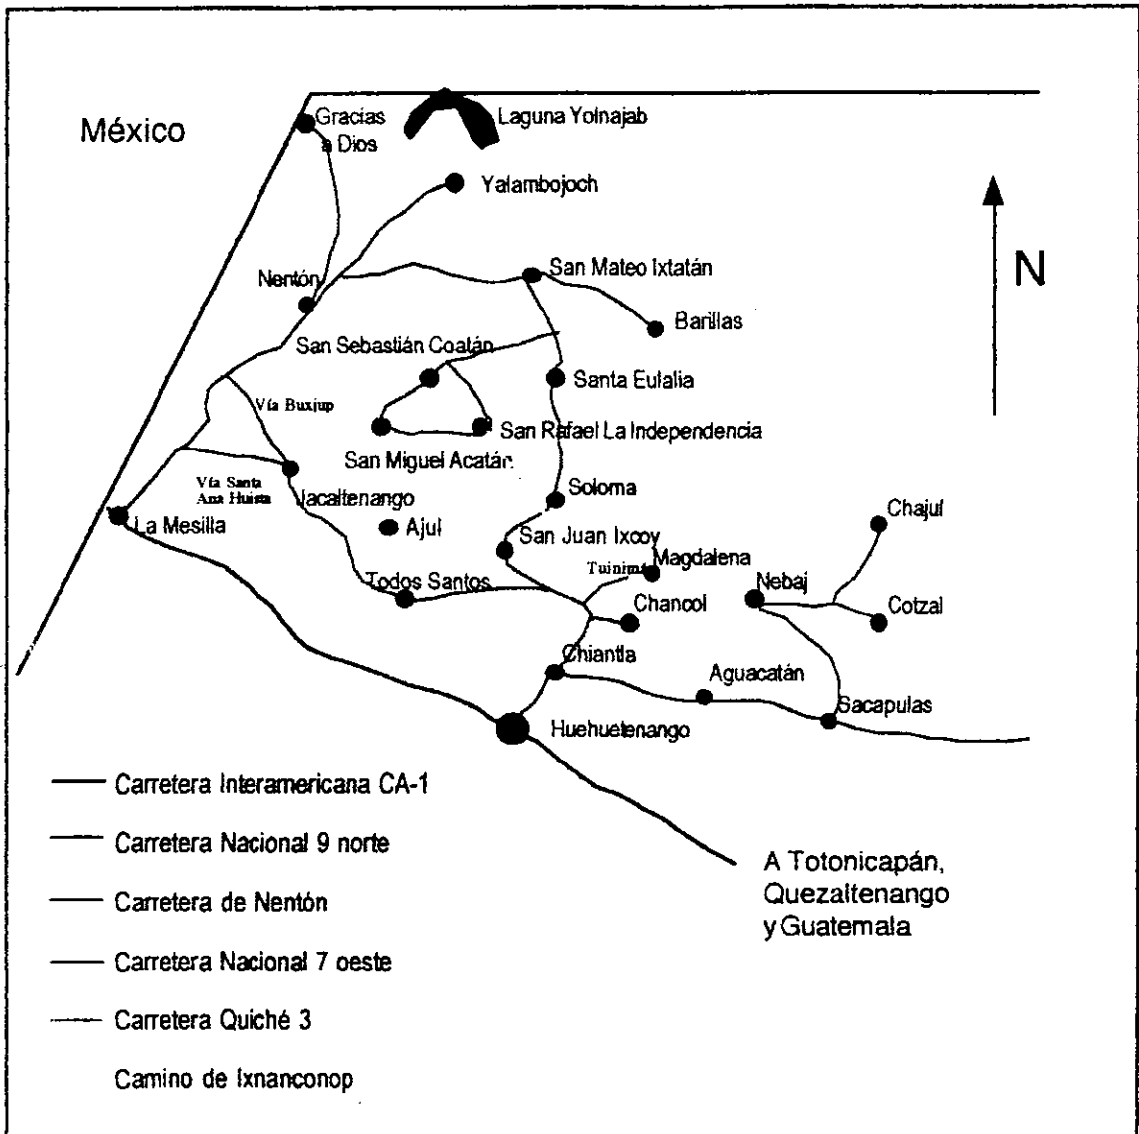 México
Gracias
a Dios
Laguna Yolnajab
Yalambojoch
N
San Mateo Ixtatán
Nentón
Barillas
San Sebastián Coatán
Santa Eulalia
Vía Buxjup
San Rafael La Independencia
San Miguel Acatán
Vía Santa
Ana Huista
Jacaltenango
Soloma
La Mesilla
Ajul
Chajul
San Juan Ixcoy
Magdalena
Todos Santos
Nebaj
Chancol
Cotzal
Chiantla
Aguacatán
Sacapulas
Huehuetenango
Carretera Interamericana CA-1
Carretera Nacional 9 norte
Carretera de Nentón
Carretera Nacional 7 oeste
Carretera Quiché 3
Camino de Ixnanconop
A Totonicapán,
Quezaltenango
y Guatemala